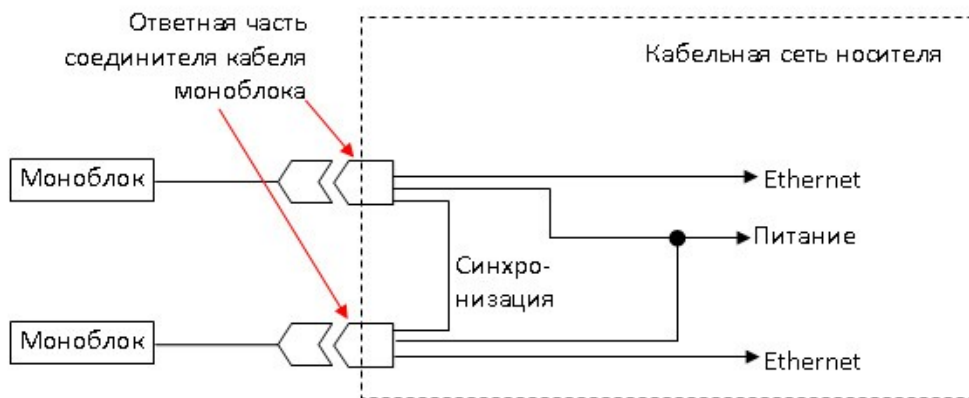 Ответная часть
соединителя кабеля
моноблока
Кабельная сеть носителя
Моноблок
Ethernet
Питание
Синхро-
низация
Моноблок
Ethernet